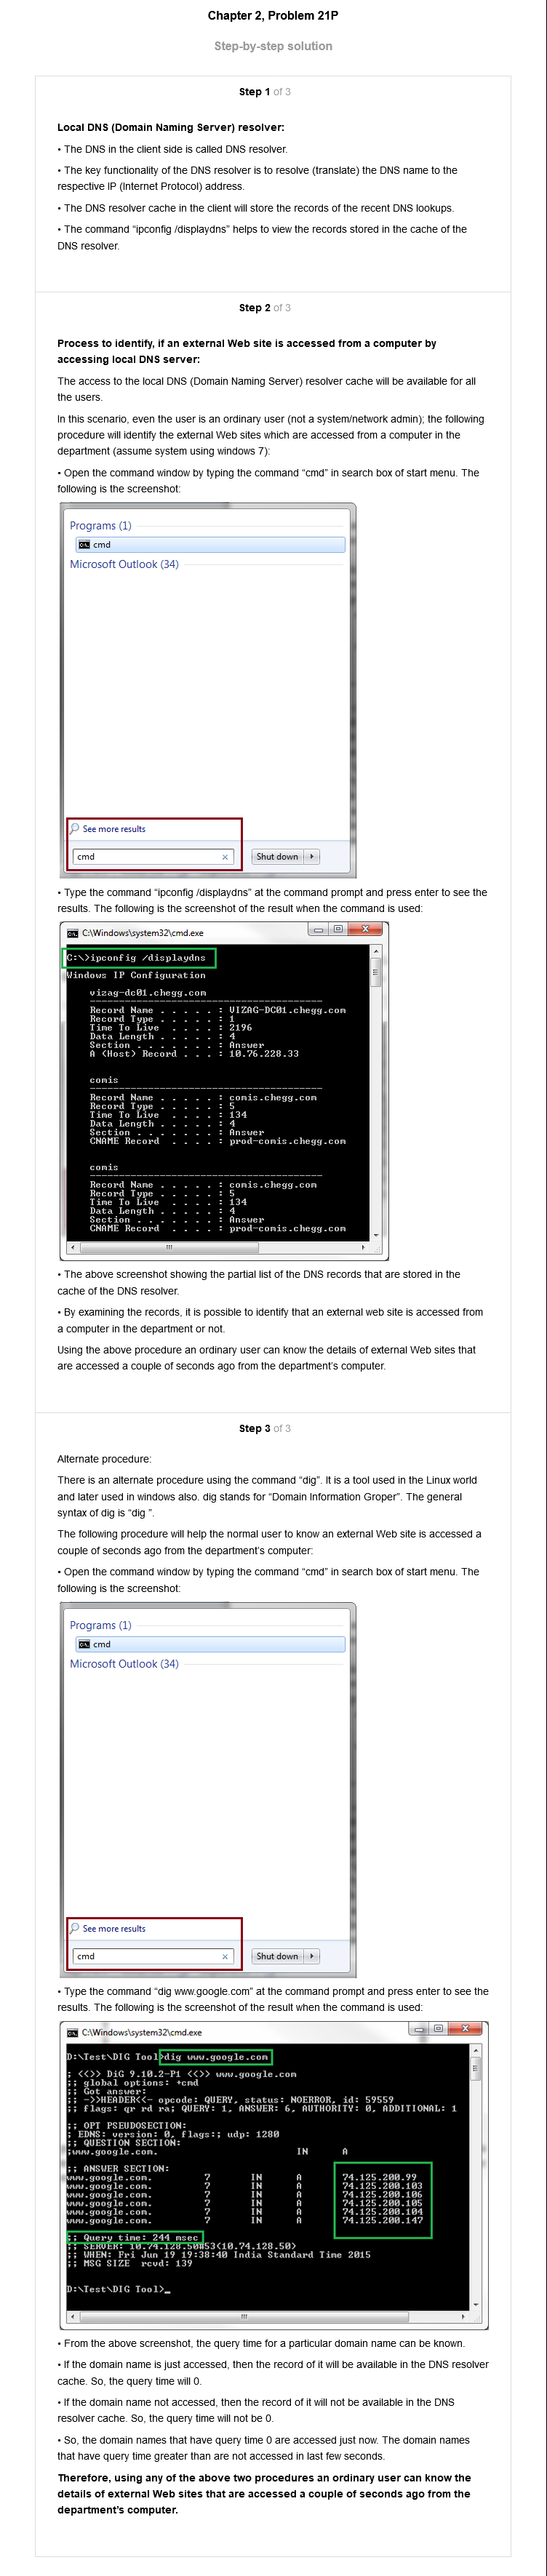 Chapter 2, Problem 21P
Step-by-step solution
Step 1 of 3
Local DNS (Domain Naming Server) resolver:
• The DNS in the client side is called DNS resolver.
• The key functionality of the DNS resolver is to resolve (translate) the DNS name to the
respective IP (Internet Protocol) address.
• The DNS resolver cache in the client will store the records of the recent DNS lookups.
• The command “ipconfig /displaydns” helps to view the records stored in the cache of the
DNS resolver.
Step 2 of 3
Process to identify, if an external Web site is accessed from a computer by
accessing local DNS server:
The access to the local DNS (Domain Naming Server) resolver cache will be available for all
the users.
In this scenario, even the user is an ordinary user (not a system/network admin); the following
procedure will identify the external Web sites which are accessed from a computer in the
department (assume system using windows 7):
• Open the command window by typing the command “cmd” in search box of start menu. The
following is the screenshot:
Programs (1)
cmd
Microsoft Outlook (34)
See more results
cmd × Shut down
• Type the command “ipconfig /displaydns” at the command prompt and press enter to see the
results. The following is the screenshot of the result when the command is used:
C:\Windows\system32\cmd.exe
C:\>ipconfig /displaydns
Windows IP Configuration
vizag-dc01.chegg.com
----------------------------------------
Record Name . . . . . : VIZAG-DC01.chegg.com
Record Type . . . . . : 1
Time To Live . . . . : 2196
Data Length . . . . . : 4
Section . . . . . . . : Answer
A (Host) Record . . . : 10.76.228.33
comis
----------------------------------------
Record Name . . . . . : comis.chegg.com
Record Type . . . . . : 5
Time To Live . . . . : 134
Data Length . . . . . : 4
Section . . . . . . . : Answer
CNAME Record . . . . : prod-comis.chegg.com
comis
----------------------------------------
Record Name . . . . . : comis.chegg.com
Record Type . . . . . : 5
Time To Live . . . . : 134
Data Length . . . . . : 4
Section . . . . . . . : Answer
CNAME Record . . . . : prod-comis.chegg.com
• The above screenshot showing the partial list of the DNS records that are stored in the
cache of the DNS resolver.
• By examining the records, it is possible to identify that an external web site is accessed from
a computer in the department or not.
Using the above procedure an ordinary user can know the details of external Web sites that
are accessed a couple of seconds ago from the department's computer.
Step 3 of 3
Alternate procedure:
There is an alternate procedure using the command “dig”. It is a tool used in the Linux world
and later used in windows also. dig stands for “Domain Information Groper”. The general
syntax of dig is “dig ”.
The following procedure will help the normal user to know an external Web site is accessed a
couple of seconds ago from the department's computer:
• Open the command window by typing the command “cmd” in search box of start menu. The
following is the screenshot:
Programs (1)
cmd
Microsoft Outlook (34)
See more results
cmd × Shut down
• Type the command “dig www.google.com” at the command prompt and press enter to see the
results. The following is the screenshot of the result when the command is used:
C:\Windows\system32\cmd.exe
D:\Test\DIG Tool>dig www.google.com
; <<>> DiG 9.10.2-P1 <<>> www.google.com
;; global options: +cmd
;; Got answer:
;; ->>HEADER<<- opcode: QUERY, status: NOERROR, id: 59559
;; flags: qr rd ra; QUERY: 1, ANSWER: 6, AUTHORITY: 0, ADDITIONAL: 1
;; OPT PSEUDOSECTION:
; EDNS: version: 0, flags:; udp: 1280
;; QUESTION SECTION:
;www.google.com. IN A
;; ANSWER SECTION:
www.google.com. 7 IN A 74.125.200.99
www.google.com. 7 IN A 74.125.200.103
www.google.com. 7 IN A 74.125.200.106
www.google.com. 7 IN A 74.125.200.105
www.google.com. 7 IN A 74.125.200.104
www.google.com. 7 IN A 74.125.200.147
;; Query time: 244 msec
;; SERVER: 10.74.128.50#53(10.74.128.50)
;; WHEN: Fri Jun 19 19:38:40 India Standard Time 2015
;; MSG SIZE rcvd: 139
D:\Test\DIG Tool>_
• From the above screenshot, the query time for a particular domain name can be known.
• If the domain name is just accessed, then the record of it will be available in the DNS resolver
cache. So, the query time will 0.
• If the domain name not accessed, then the record of it will not be available in the DNS
resolver cache. So, the query time will not be 0.
• So, the domain names that have query time 0 are accessed just now. The domain names
that have query time greater than are not accessed in last few seconds.
Therefore, using any of the above two procedures an ordinary user can know the
details of external Web sites that are accessed a couple of seconds ago from the
department's computer.